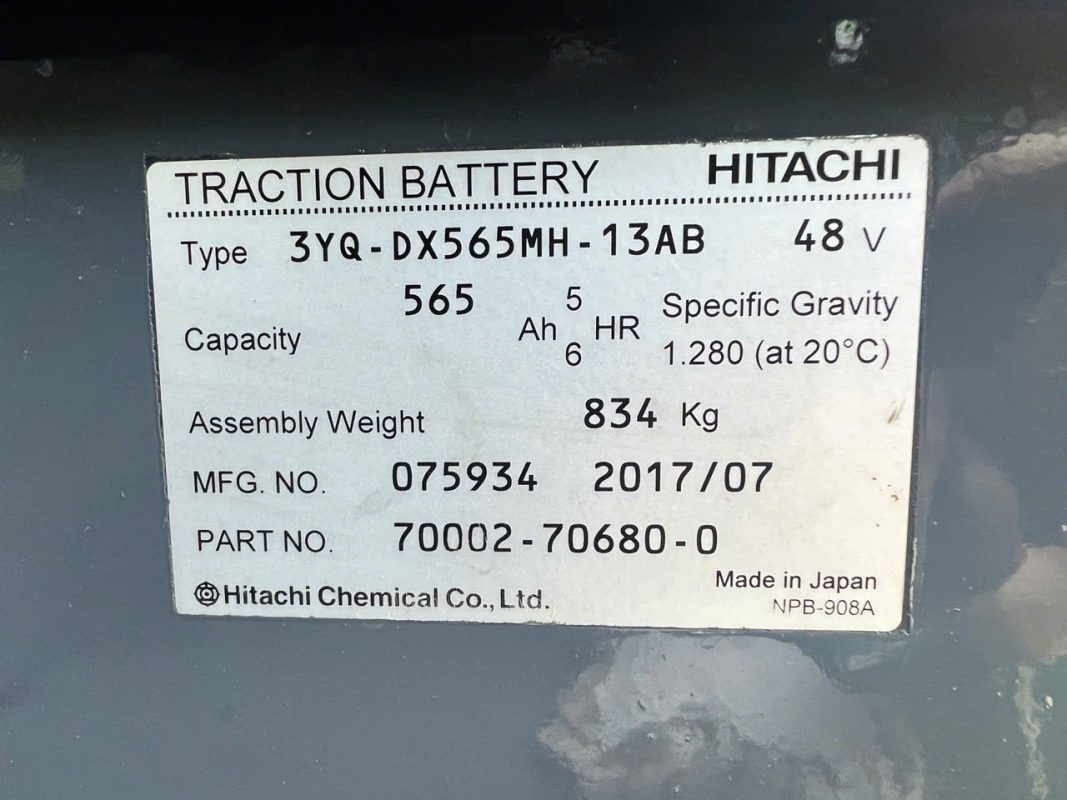 TRACTION BATTERY HITACHI
Type 3YQ-DX565MH-13AB 48 V
Capacity 565 Ah 5 HR Specific Gravity
6 1.280 (at 20°C)
Assembly Weight 834 Kg
MFG. NO. 075934 2017/07
PART NO. 70002-70680-0
Hitachi Chemical Co., Ltd. Made in Japan
NPB-908A